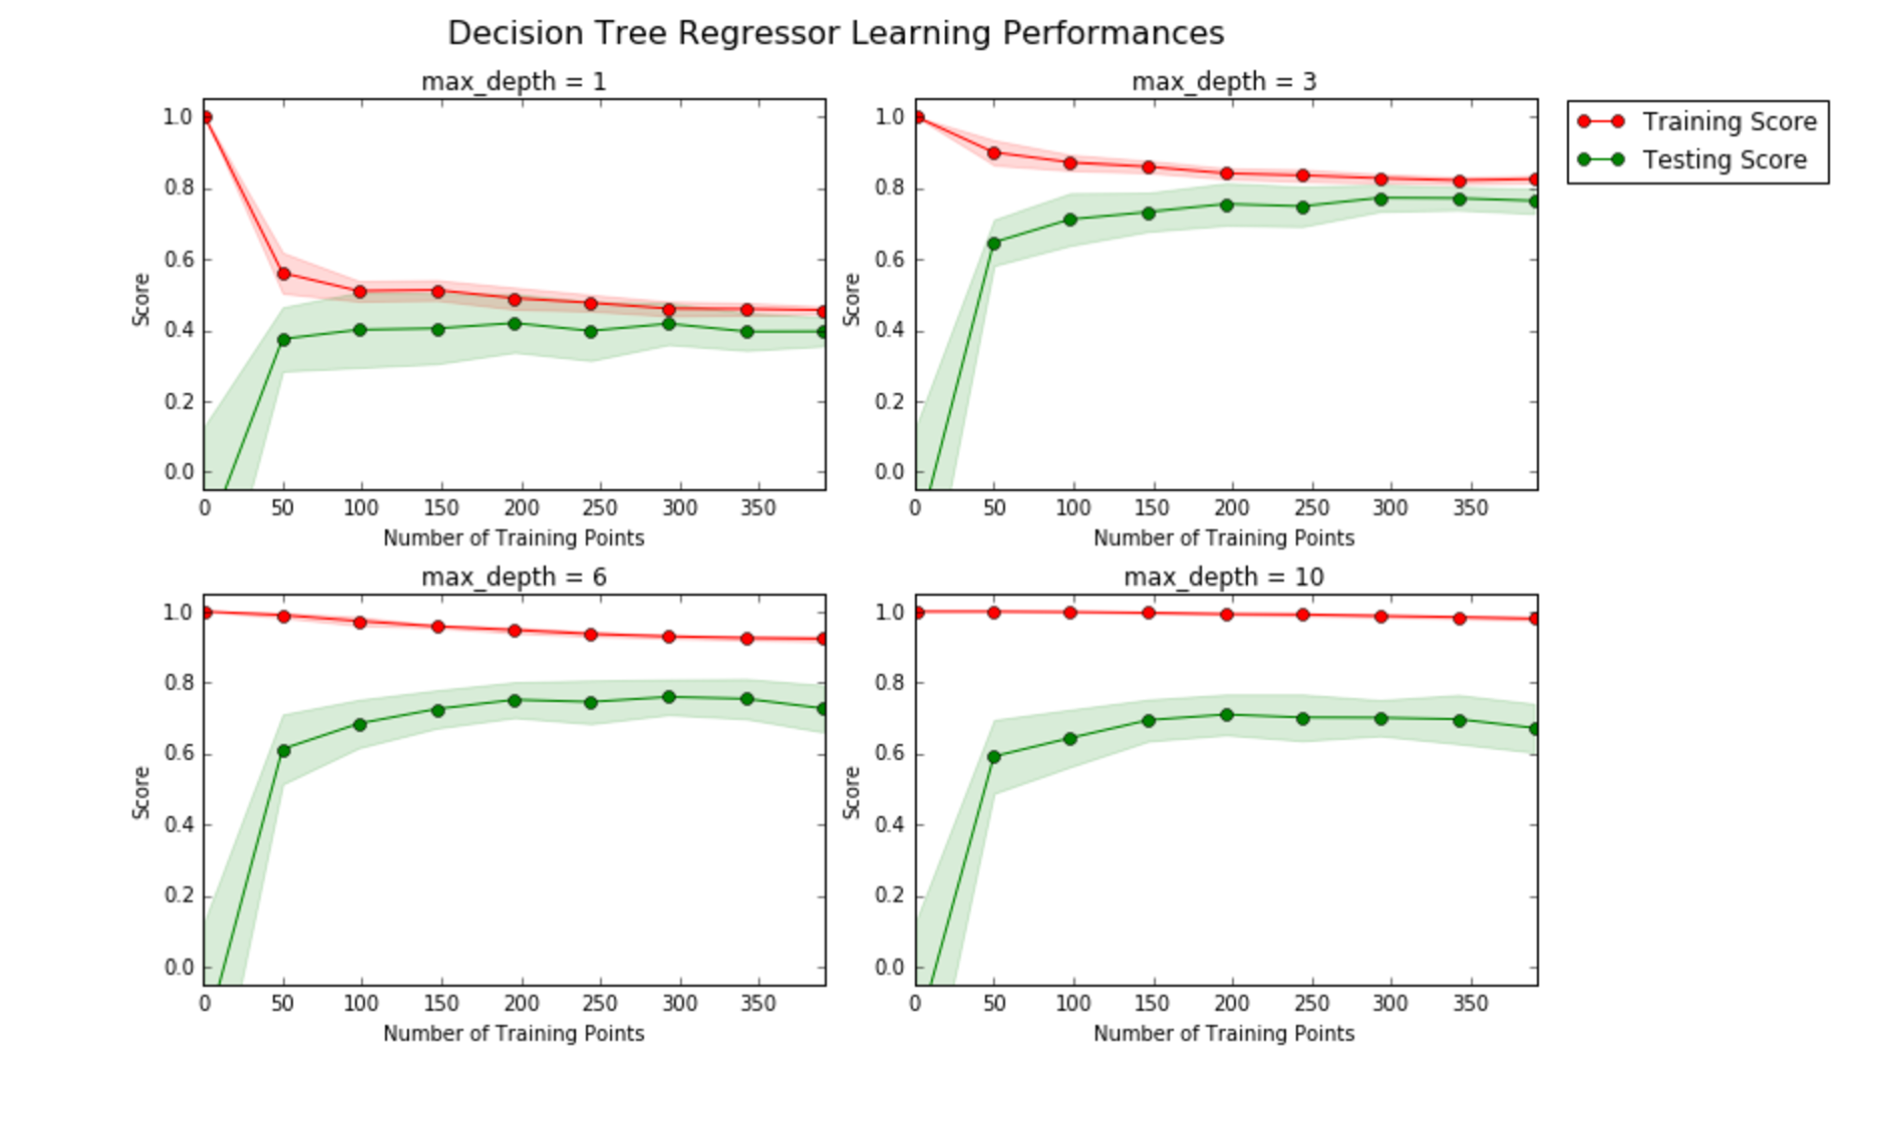 Decision Tree Regressor Learning Performances
max_depth = 1
1.0
0.8
0.6
0.4
0.2
0.0
Score
0 50 100 150 200 250 300 350
Number of Training Points
max_depth = 3
1.0
0.8
0.6
0.4
0.2
0.0
Score
0 50 100 150 200 250 300 350
Number of Training Points
Training Score
Testing Score
max_depth = 6
1.0
0.8
0.6
0.4
0.2
0.0
Score
0 50 100 150 200 250 300 350
Number of Training Points
max_depth = 10
1.0
0.8
0.6
0.4
0.2
0.0
Score
0 50 100 150 200 250 300 350
Number of Training Points